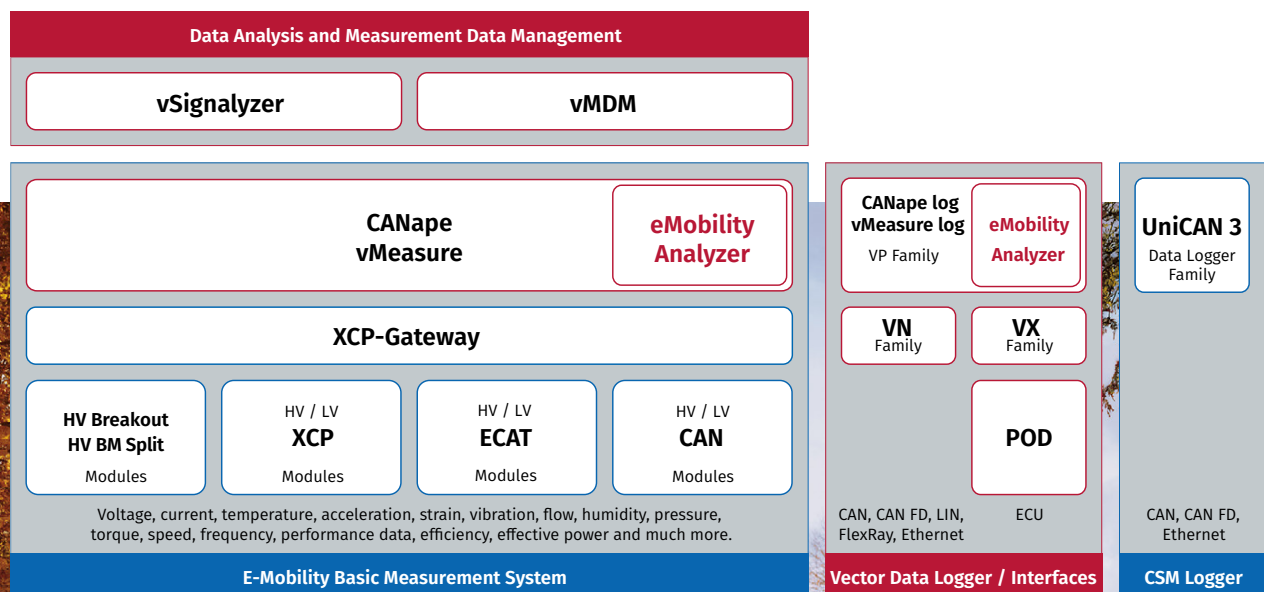 Data Analysis and Measurement Data Management
vSignalyzer
vMDM
CANape
vMeasure
eMobility
Analyzer
XCP-Gateway
HV Breakout
HV BM Split
Modules
HV / LV
XCP
Modules
HV / LV
ECAT
Modules
HV / LV
CAN
Modules
Voltage, current, temperature, acceleration, strain, vibration, flow, humidity, pressure,
torque, speed, frequency, performance data, efficiency, effective power and much more.
E-Mobility Basic Measurement System
CANape log
vMeasure log
VP Family
eMobility
Analyzer
VN
Family
VX
Family
POD
CAN, CAN FD, LIN,
FlexRay, Ethernet
ECU
Vector Data Logger / Interfaces
UniCAN 3
Data Logger
Family
CAN, CAN FD,
Ethernet
CSM Logger